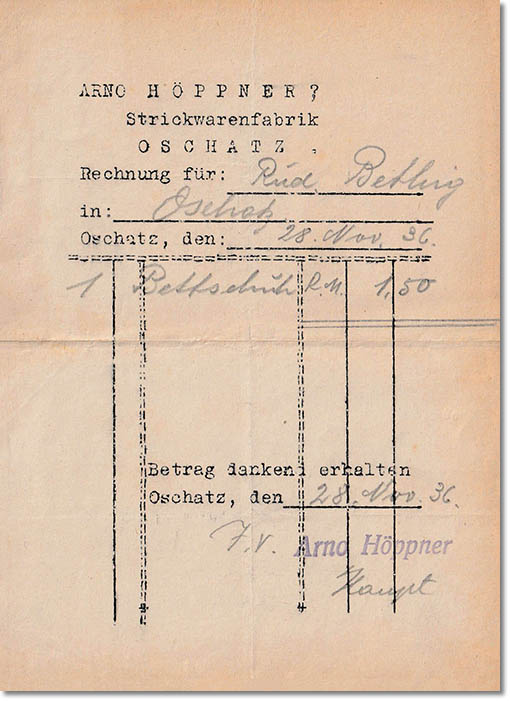 ARNO HÖPPNER?
Strickwarenfabrik
OSCHATZ.
Rechnung für: Rud Bethig
in: Oschatz
Oschatz, den: 28. Nov. 36.
1 Bettschuh R.M. 1,50
Betrag dankend erhalten
Oschatz, den 28. Nov. 36.
I.V. Arno Höppner
Haupt